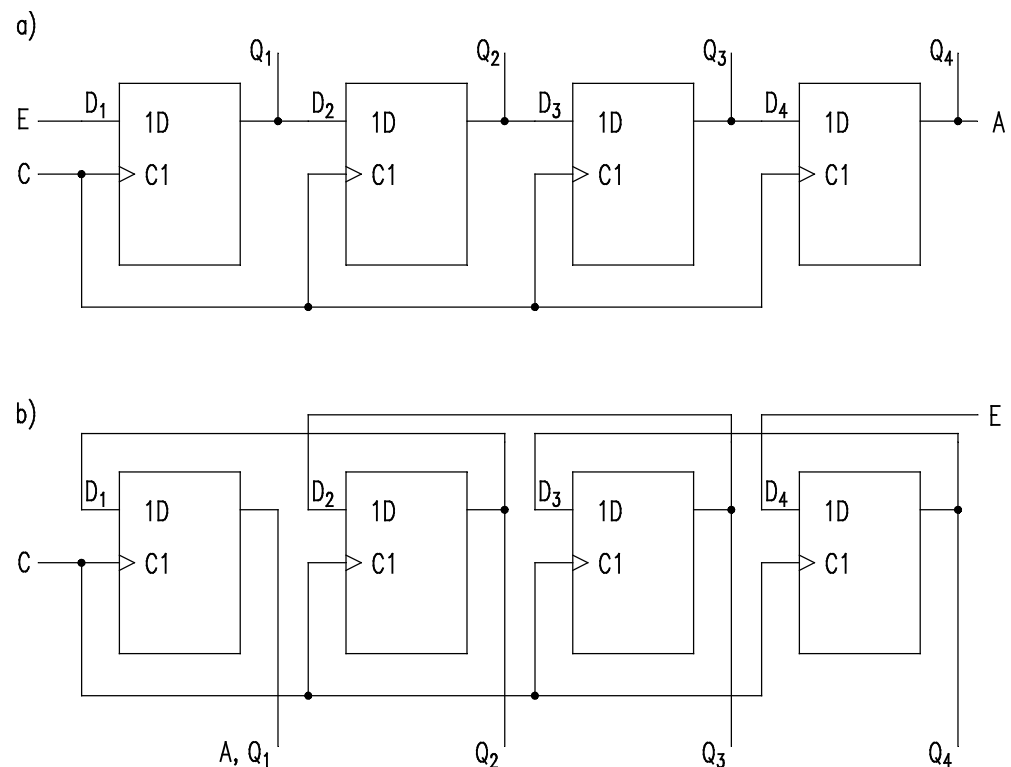 a)
Q1 Q2 Q3 Q4
E D1 1D D2 1D D3 1D D4 1D A
C C1 C1 C1 C1
b)
E
D1 1D D2 1D D3 1D D4 1D
C C1 C1 C1 C1
A, Q1 Q2 Q3 Q4